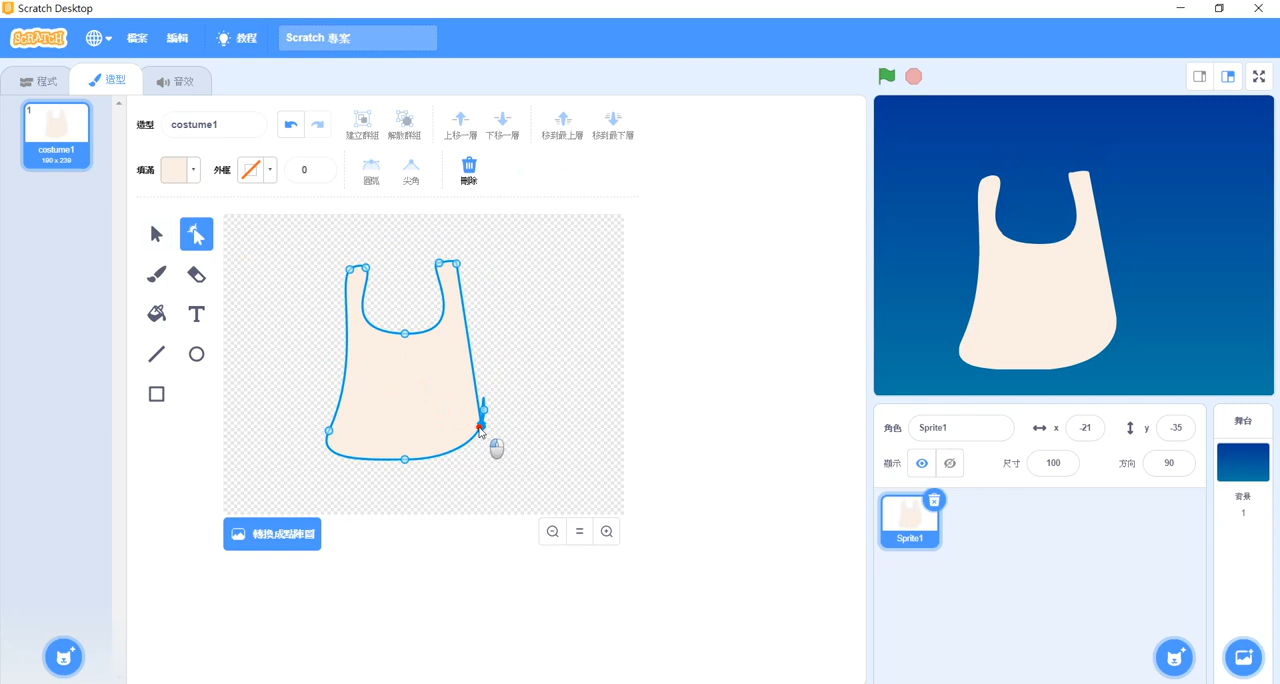 Scratch Desktop
SCRATCH 檔案 編輯 教程 Scratch 專案
程式 造型 音效
1
costume1
190 x 239
造型 costume1
建立群組 解散群組 上移一層 下移一層 移到最上層 移到最下層
填滿 外框 0 圓弧 尖角 刪除
T
轉換成點陣圖
角色 Sprite1 x -21 y -35
顯示 尺寸 100 方向 90
Sprite1
舞台
背景
1